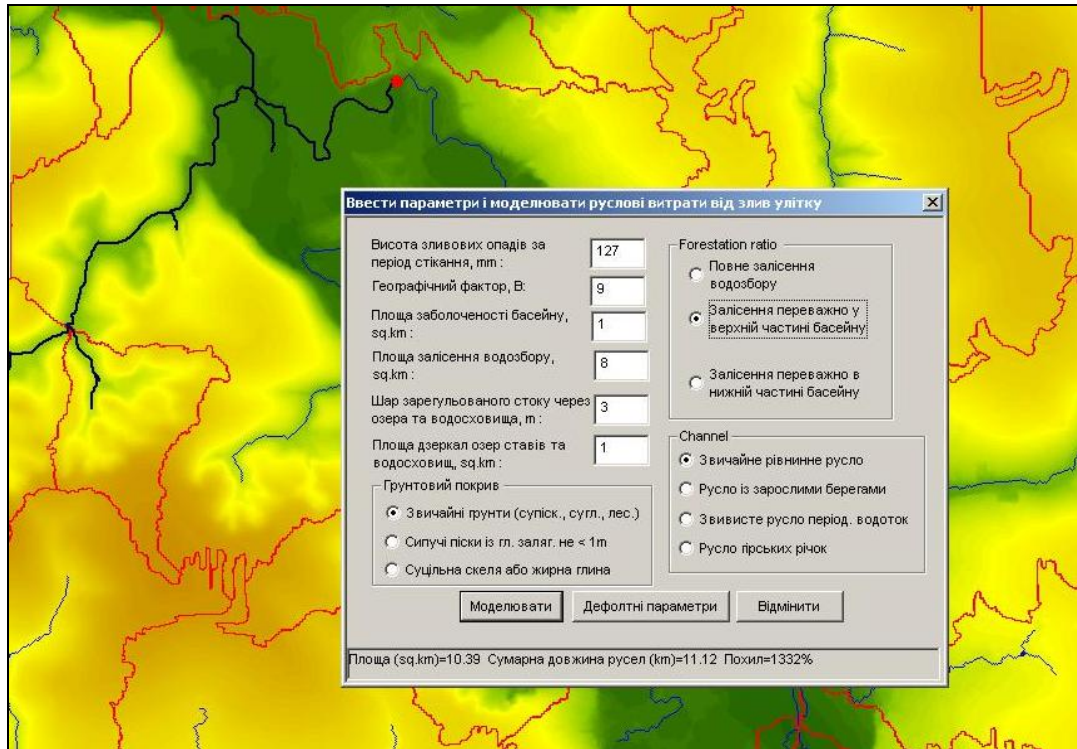 Ввести параметри і моделювати руслові витрати від злив улітку
Висота зливових опадів за
період стікання, mm :
127
Географічний фактор, В:
9
Площа заболоченості басейну,
sq.km :
1
Площа залісення водозбору,
sq.km :
8
Шар зарегульованого стоку через
озера та водосховища, m :
3
Площа дзеркал озер ставів та
водосховищ, sq.km :
1
Грунтовий покрив
Звичайні грунти (супіск., сугл., лес.)
Сипучі піски із гл. заляг. не < 1m
Суцільна скеля або жирна глина
Forestation ratio
Повне залісення
водозбору
Залісення переважно у
верхній частині басейну
Залісення переважно в
нижній частині басейну
Channel
Звичайне рівнинне русло
Русло із зарослими берегами
Звивисте русло період. водоток
Русло гірських річок
Моделювати
Дефолтні параметри
Відмінити
Площа (sq.km)=10.39 Сумарна довжина русел (km)=11.12 Похил=1332%